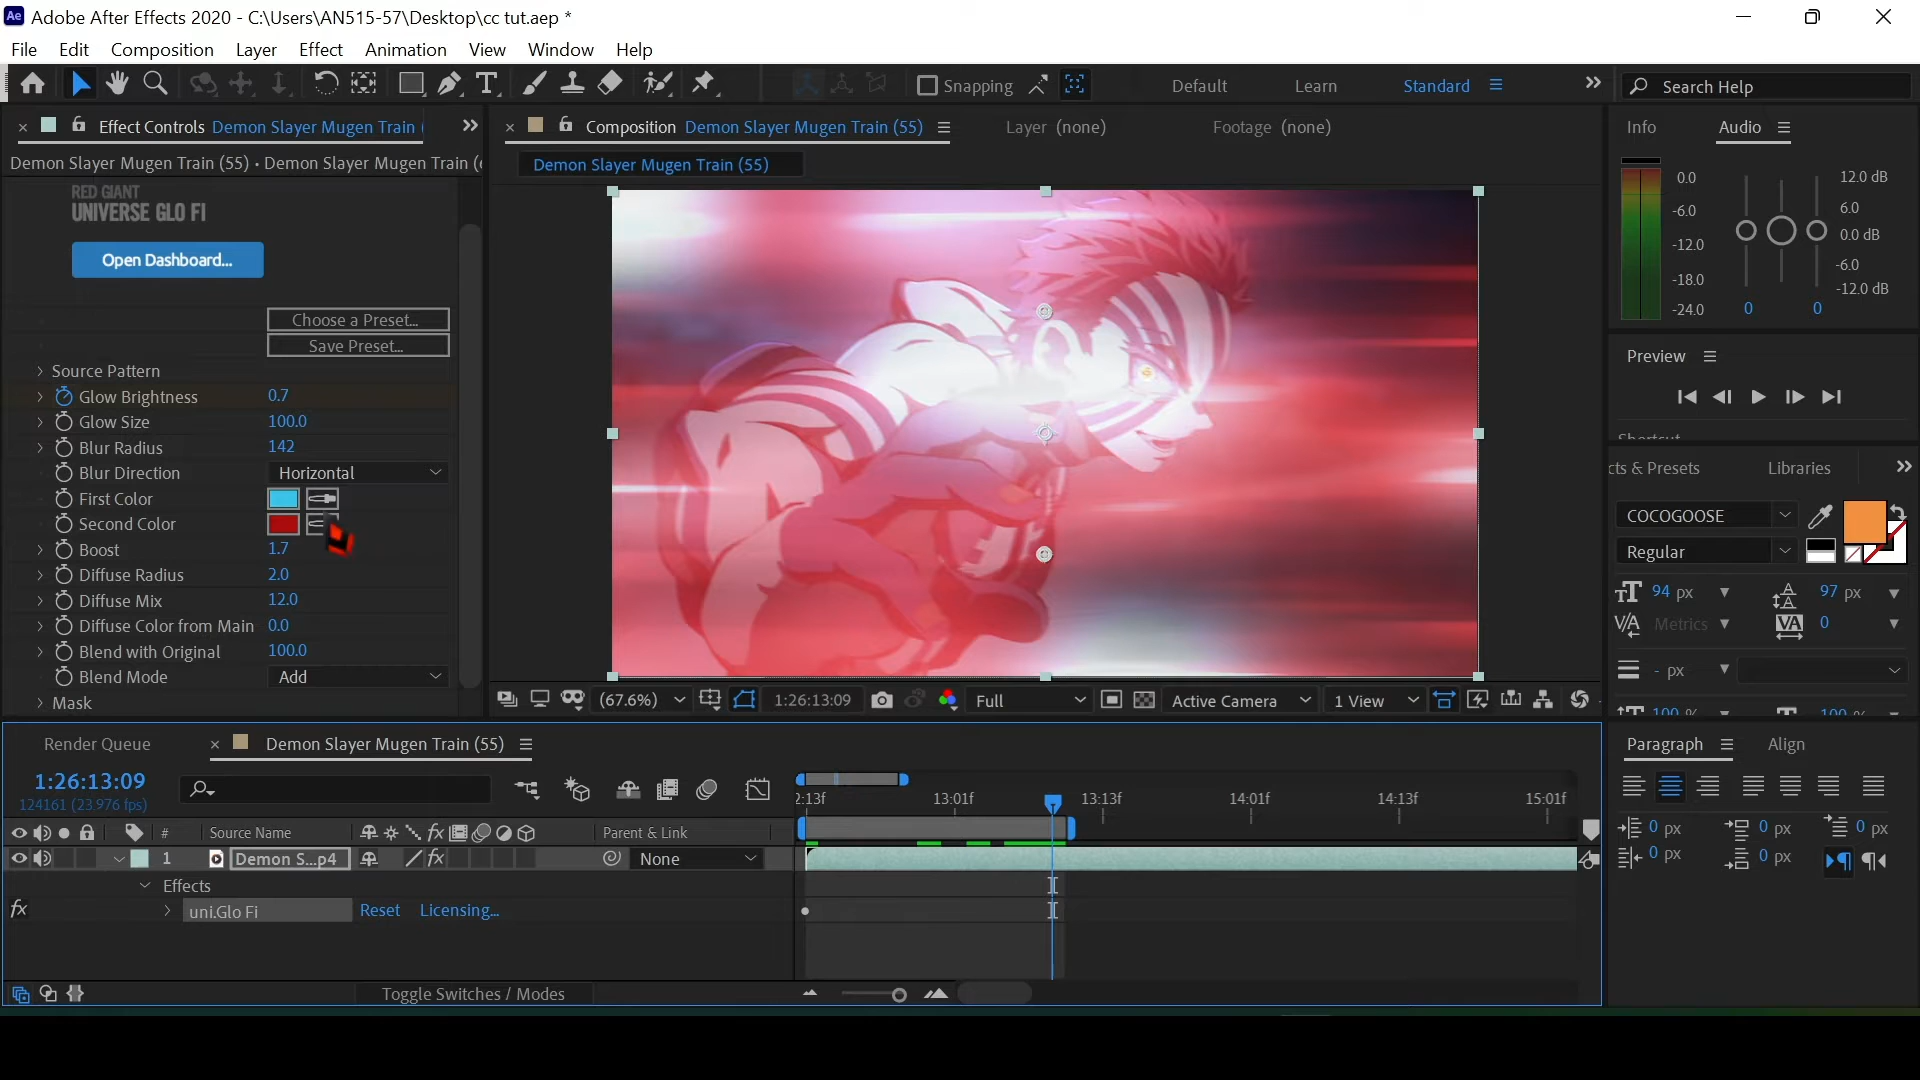 Ae Adobe After Effects 2020 - C:\Users\AN515-57\Desktop\cc tut.aep *
File Edit Composition Layer Effect Animation View Window Help
Snapping Default Learn Standard Search Help
Effect Controls Demon Slayer Mugen Train (
Composition Demon Slayer Mugen Train (55) Layer (none) Footage (none)
Info Audio
Demon Slayer Mugen Train (55) • Demon Slayer Mugen Train (
Demon Slayer Mugen Train (55)
RED GIANT
UNIVERSE GLO FI
Open Dashboard...
Choose a Preset...
Save Preset...
Source Pattern
Glow Brightness 0.7
Glow Size 100.0
Blur Radius 142
Blur Direction Horizontal
First Color
Second Color
Boost 1.7
Diffuse Radius 2.0
Diffuse Mix 12.0
Diffuse Color from Main 0.0
Blend with Original 100.0
Blend Mode Add
Mask
(67.6%) 1:26:13:09 Full Active Camera 1 View
0.0 12.0 dB
-6.0 6.0
-12.0 0.0 dB
-18.0 -6.0
-24.0 -12.0 dB
0 0
Preview
Shortcut
cts & Presets Libraries
COCOGOOSE
Regular
94 px 97 px
Metrics 0
- px
100 % 100 %
Render Queue Demon Slayer Mugen Train (55)
1:26:13:09
124161 (23.976 fps)
2:13f 13:01f 13:13f 14:01f 14:13f 15:01f
# Source Name Parent & Link
1 Demon S...p4 None
Effects
fx uni.Glo Fi Reset Licensing...
Toggle Switches / Modes
Paragraph Align
0 px 0 px 0 px
0 px 0 px